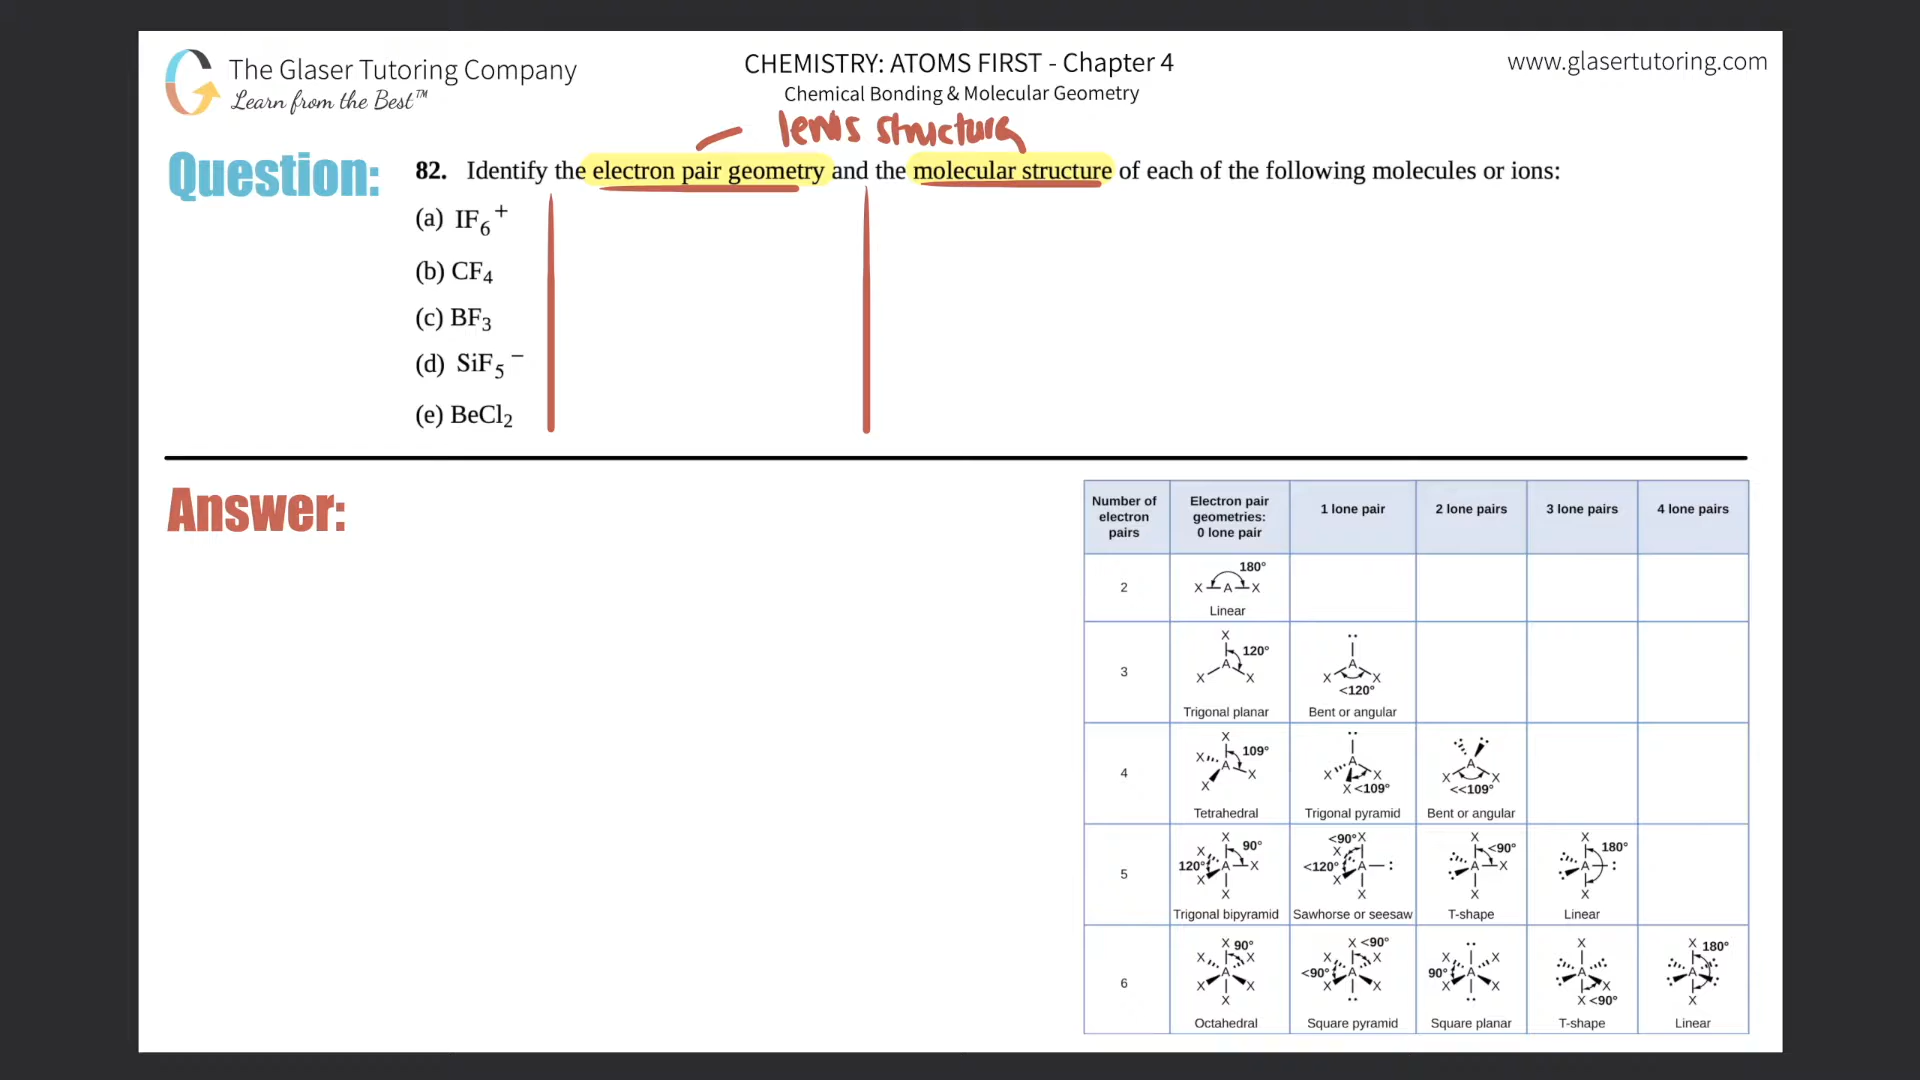 The Glaser Tutoring Company
Learn from the Best™
CHEMISTRY: ATOMS FIRST - Chapter 4
Chemical Bonding & Molecular Geometry
www.glasertutoring.com
lewis structure
Question:
82. Identify the electron pair geometry and the molecular structure of each of the following molecules or ions:
(a) IF6+
(b) CF4
(c) BF3
(d) SiF5−
(e) BeCl2
Answer:
Number of electron pairs
Electron pair geometries: 0 lone pair
1 lone pair
2 lone pairs
3 lone pairs
4 lone pairs
2
180°
X A X
Linear
3
X
120°
A
X X
Trigonal planar
A
X X
<120°
Bent or angular
4
X
109°
X A X
X
Tetrahedral
A
X X
X <109°
Trigonal pyramid
A
X X
<<109°
Bent or angular
5
X
X 90°
120° A X
X
X
Trigonal bipyramid
<90° X
X
<120° A
X
X
Sawhorse or seesaw
X
<90°
A X
X
T-shape
X
180°
A
X
Linear
6
X 90°
X X
A
X X
X
Octahedral
X <90°
X X
<90° A
X X
Square pyramid
X X
90° A
X X
Square planar
X
A
X
X <90°
T-shape
X 180°
A
X
Linear